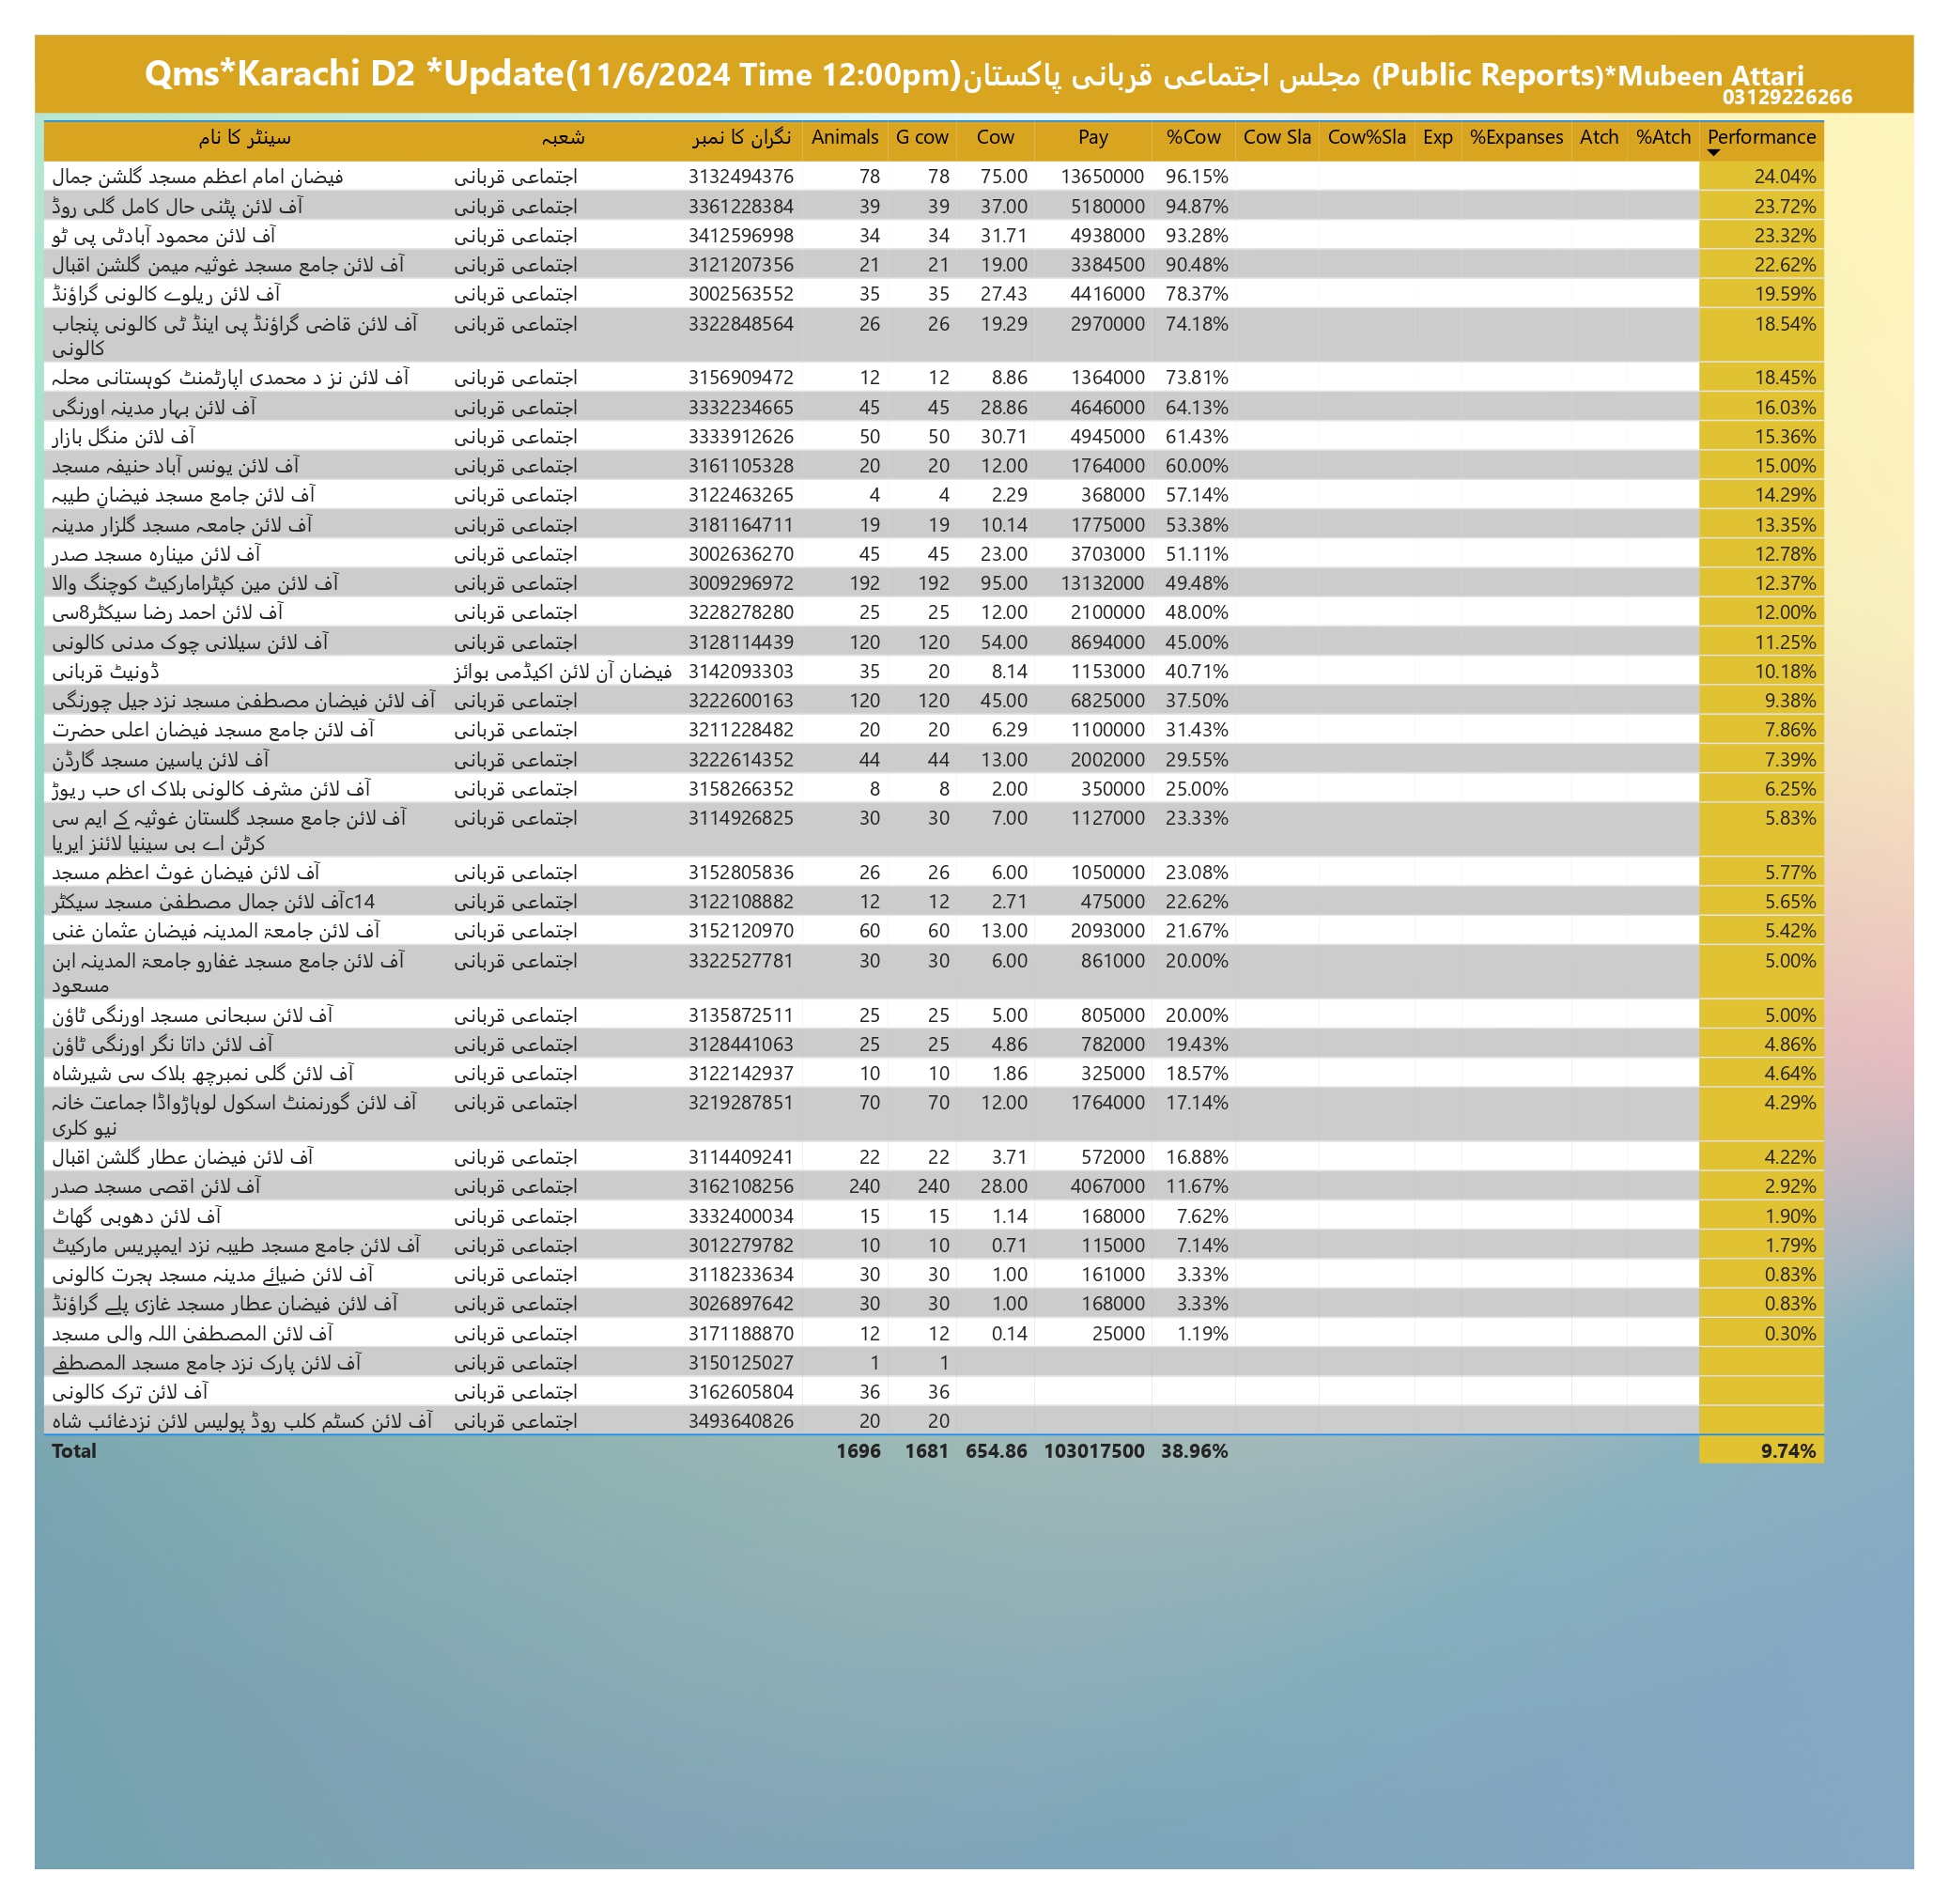 Qms*Karachi D2 *Update(11/6/2024 Time 12:00pm)مجلس اجتماعی قربانی پاکستان (Public Reports)*Mubeen Attari
03129226266
سینٹر کا نام شعبہ نگران کا نمبر Animals G cow Cow Pay %Cow Cow Sla Cow%Sla Exp %Expanses Atch %Atch Performance
فیضان امام اعظم مسجد گلشن جمال اجتماعی قربانی 3132494376 78 78 75.00 13650000 96.15% 24.04%
آف لائن پٹنی حال کامل گلی روڈ اجتماعی قربانی 3361228384 39 39 37.00 5180000 94.87% 23.72%
آف لائن محمود آبادٹی پی ٹو اجتماعی قربانی 3412596998 34 34 31.71 4938000 93.28% 23.32%
آف لائن جامع مسجد غوثیہ میمن گلشن اقبال اجتماعی قربانی 3121207356 21 21 19.00 3384500 90.48% 22.62%
آف لائن ریلوے کالونی گراؤنڈ اجتماعی قربانی 3002563552 35 35 27.43 4416000 78.37% 19.59%
آف لائن قاضی گراؤنڈ پی اینڈ ٹی کالونی پنجاب اجتماعی قربانی 3322848564 26 26 19.29 2970000 74.18% 18.54%
کالونی
آف لائن نز د محمدی اپارٹمنٹ کوہستانی محلہ اجتماعی قربانی 3156909472 12 12 8.86 1364000 73.81% 18.45%
آف لائن بہار مدینہ اورنگی اجتماعی قربانی 3332234665 45 45 28.86 4646000 64.13% 16.03%
آف لائن منگل بازار اجتماعی قربانی 3333912626 50 50 30.71 4945000 61.43% 15.36%
آف لائن یونس آباد حنیفہ مسجد اجتماعی قربانی 3161105328 20 20 12.00 1764000 60.00% 15.00%
آف لائن جامع مسجد فیضانِ طیبہ اجتماعی قربانی 3122463265 4 4 2.29 368000 57.14% 14.29%
آف لائن جامعہ مسجد گلزار مدینہ اجتماعی قربانی 3181164711 19 19 10.14 1775000 53.38% 13.35%
آف لائن مینارہ مسجد صدر اجتماعی قربانی 3002636270 45 45 23.00 3703000 51.11% 12.78%
آف لائن مین کپٹرامارکیٹ کوچنگ والا اجتماعی قربانی 3009296972 192 192 95.00 13132000 49.48% 12.37%
آف لائن احمد رضا سیکٹر8سی اجتماعی قربانی 3228278280 25 25 12.00 2100000 48.00% 12.00%
آف لائن سیلانی چوک مدنی کالونی اجتماعی قربانی 3128114439 120 120 54.00 8694000 45.00% 11.25%
ڈونیٹ قربانی فیضان آن لائن اکیڈمی بوائز 3142093303 35 20 8.14 1153000 40.71% 10.18%
آف لائن فیضان مصطفیٰ مسجد نزد جیل چورنگی اجتماعی قربانی 3222600163 120 120 45.00 6825000 37.50% 9.38%
آف لائن جامع مسجد فیضان اعلی حضرت اجتماعی قربانی 3211228482 20 20 6.29 1100000 31.43% 7.86%
آف لائن یاسین مسجد گارڈن اجتماعی قربانی 3222614352 44 44 13.00 2002000 29.55% 7.39%
آف لائن مشرف کالونی بلاک ای حب ریوڑ اجتماعی قربانی 3158266352 8 8 2.00 350000 25.00% 6.25%
آف لائن جامع مسجد گلستان غوثیہ کے ایم سی اجتماعی قربانی 3114926825 30 30 7.00 1127000 23.33% 5.83%
کرٹن اے بی سینیا لائنز ایریا
آف لائن فیضان غوث اعظم مسجد اجتماعی قربانی 3152805836 26 26 6.00 1050000 23.08% 5.77%
آف لائن جمال مصطفیٰ مسجد سیکٹرc14 اجتماعی قربانی 3122108882 12 12 2.71 475000 22.62% 5.65%
آف لائن جامعۃ المدینہ فیضان عثمان غنی اجتماعی قربانی 3152120970 60 60 13.00 2093000 21.67% 5.42%
آف لائن جامع مسجد غفارو جامعۃ المدینہ ابن اجتماعی قربانی 3322527781 30 30 6.00 861000 20.00% 5.00%
مسعود
آف لائن سبحانی مسجد اورنگی ٹاؤن اجتماعی قربانی 3135872511 25 25 5.00 805000 20.00% 5.00%
آف لائن داتا نگر اورنگی ٹاؤن اجتماعی قربانی 3128441063 25 25 4.86 782000 19.43% 4.86%
آف لائن گلی نمبرچھ بلاک سی شیرشاہ اجتماعی قربانی 3122142937 10 10 1.86 325000 18.57% 4.64%
آف لائن گورنمنٹ اسکول لوہاڑواڈا جماعت خانہ اجتماعی قربانی 3219287851 70 70 12.00 1764000 17.14% 4.29%
نیو کلری
آف لائن فیضان عطار گلشن اقبال اجتماعی قربانی 3114409241 22 22 3.71 572000 16.88% 4.22%
آف لائن اقصی مسجد صدر اجتماعی قربانی 3162108256 240 240 28.00 4067000 11.67% 2.92%
آف لائن دھوبی گھاٹ اجتماعی قربانی 3332400034 15 15 1.14 168000 7.62% 1.90%
آف لائن جامع مسجد طیبہ نزد ایمپریس مارکیٹ اجتماعی قربانی 3012279782 10 10 0.71 115000 7.14% 1.79%
آف لائن ضیائے مدینہ مسجد ہجرت کالونی اجتماعی قربانی 3118233634 30 30 1.00 161000 3.33% 0.83%
آف لائن فیضان عطار مسجد غازی پلے گراؤنڈ اجتماعی قربانی 3026897642 30 30 1.00 168000 3.33% 0.83%
آف لائن المصطفیٰ اللہ والی مسجد اجتماعی قربانی 3171188870 12 12 0.14 25000 1.19% 0.30%
آف لائن پارک نزد جامع مسجد المصطفے اجتماعی قربانی 3150125027 1 1
آف لائن ترک کالونی اجتماعی قربانی 3162605804 36 36
آف لائن کسٹم کلب روڈ پولیس لائن نزدغائب شاہ اجتماعی قربانی 3493640826 20 20
Total 1696 1681 654.86 103017500 38.96% 9.74%